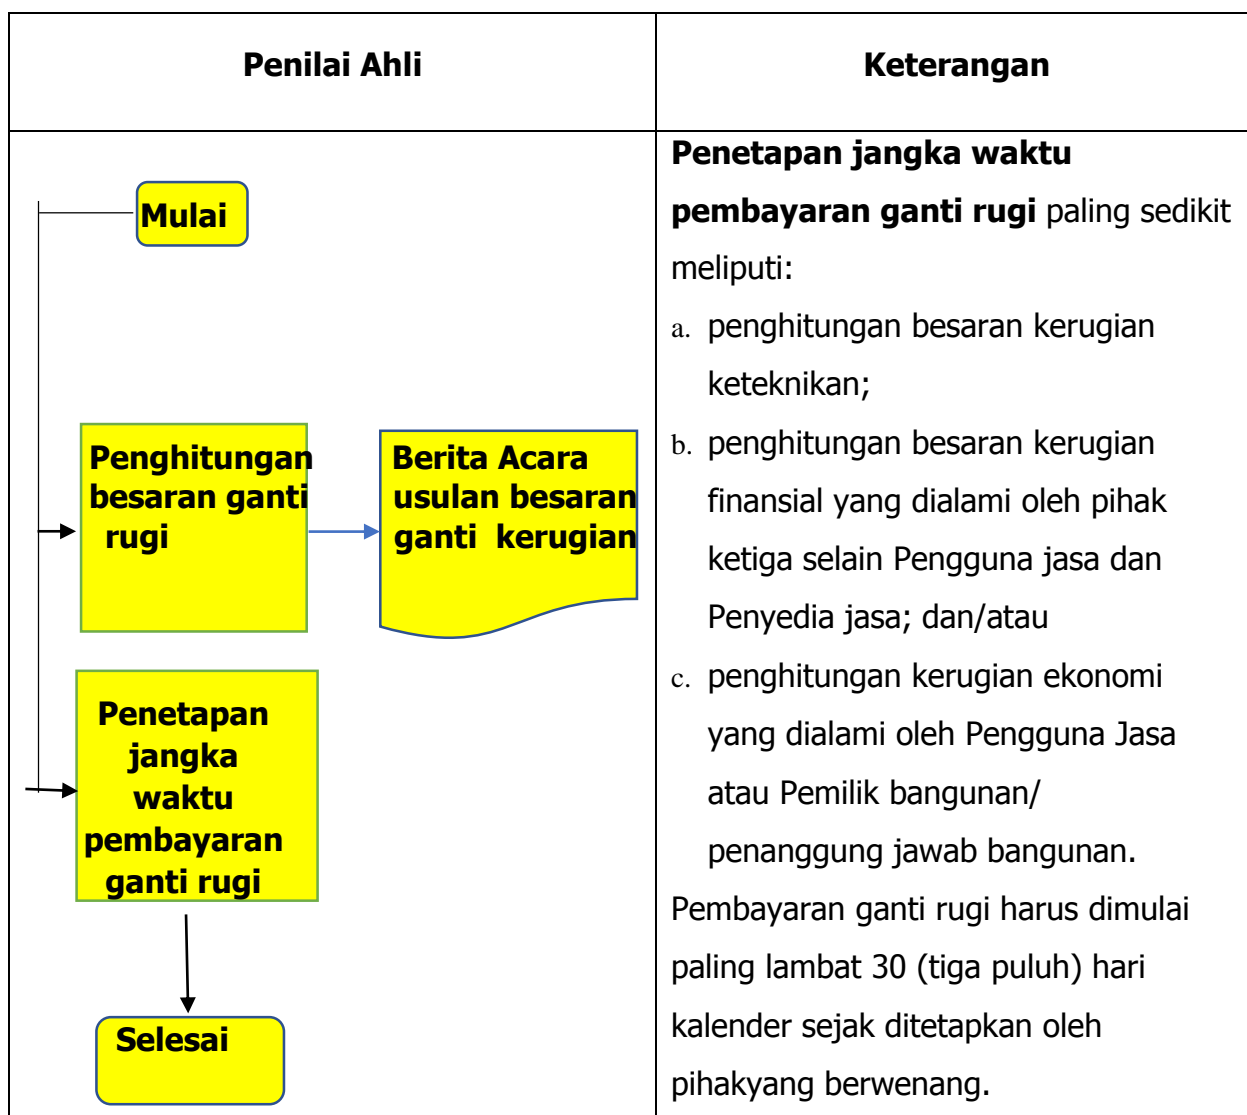 Penilai Ahli
Keterangan
Mulai
Penghitungan
besaran ganti
rugi
Berita Acara
usulan besaran
ganti kerugian
Penetapan
jangka
waktu
pembayaran
ganti rugi
Selesai
Penetapan jangka waktu
pembayaran ganti rugi paling sedikit
meliputi:
a. penghitungan besaran kerugian
keteknikan;
b. penghitungan besaran kerugian
finansial yang dialami oleh pihak
ketiga selain Pengguna jasa dan
Penyedia jasa; dan/atau
c. penghitungan kerugian ekonomi
yang dialami oleh Pengguna Jasa
atau Pemilik bangunan/
penanggung jawab bangunan.
Pembayaran ganti rugi harus dimulai
paling lambat 30 (tiga puluh) hari
kalender sejak ditetapkan oleh
pihakyang berwenang.